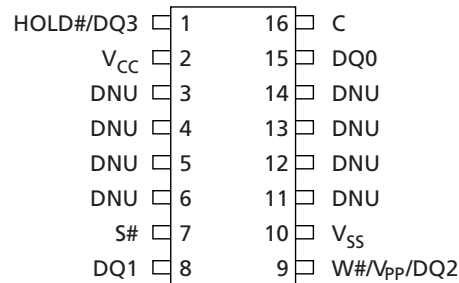 HOLD#/DQ3 1 16 C
VCC 2 15 DQ0
DNU 3 14 DNU
DNU 4 13 DNU
DNU 5 12 DNU
DNU 6 11 DNU
S# 7 10 VSS
DQ1 8 9 W#/VPP/DQ2